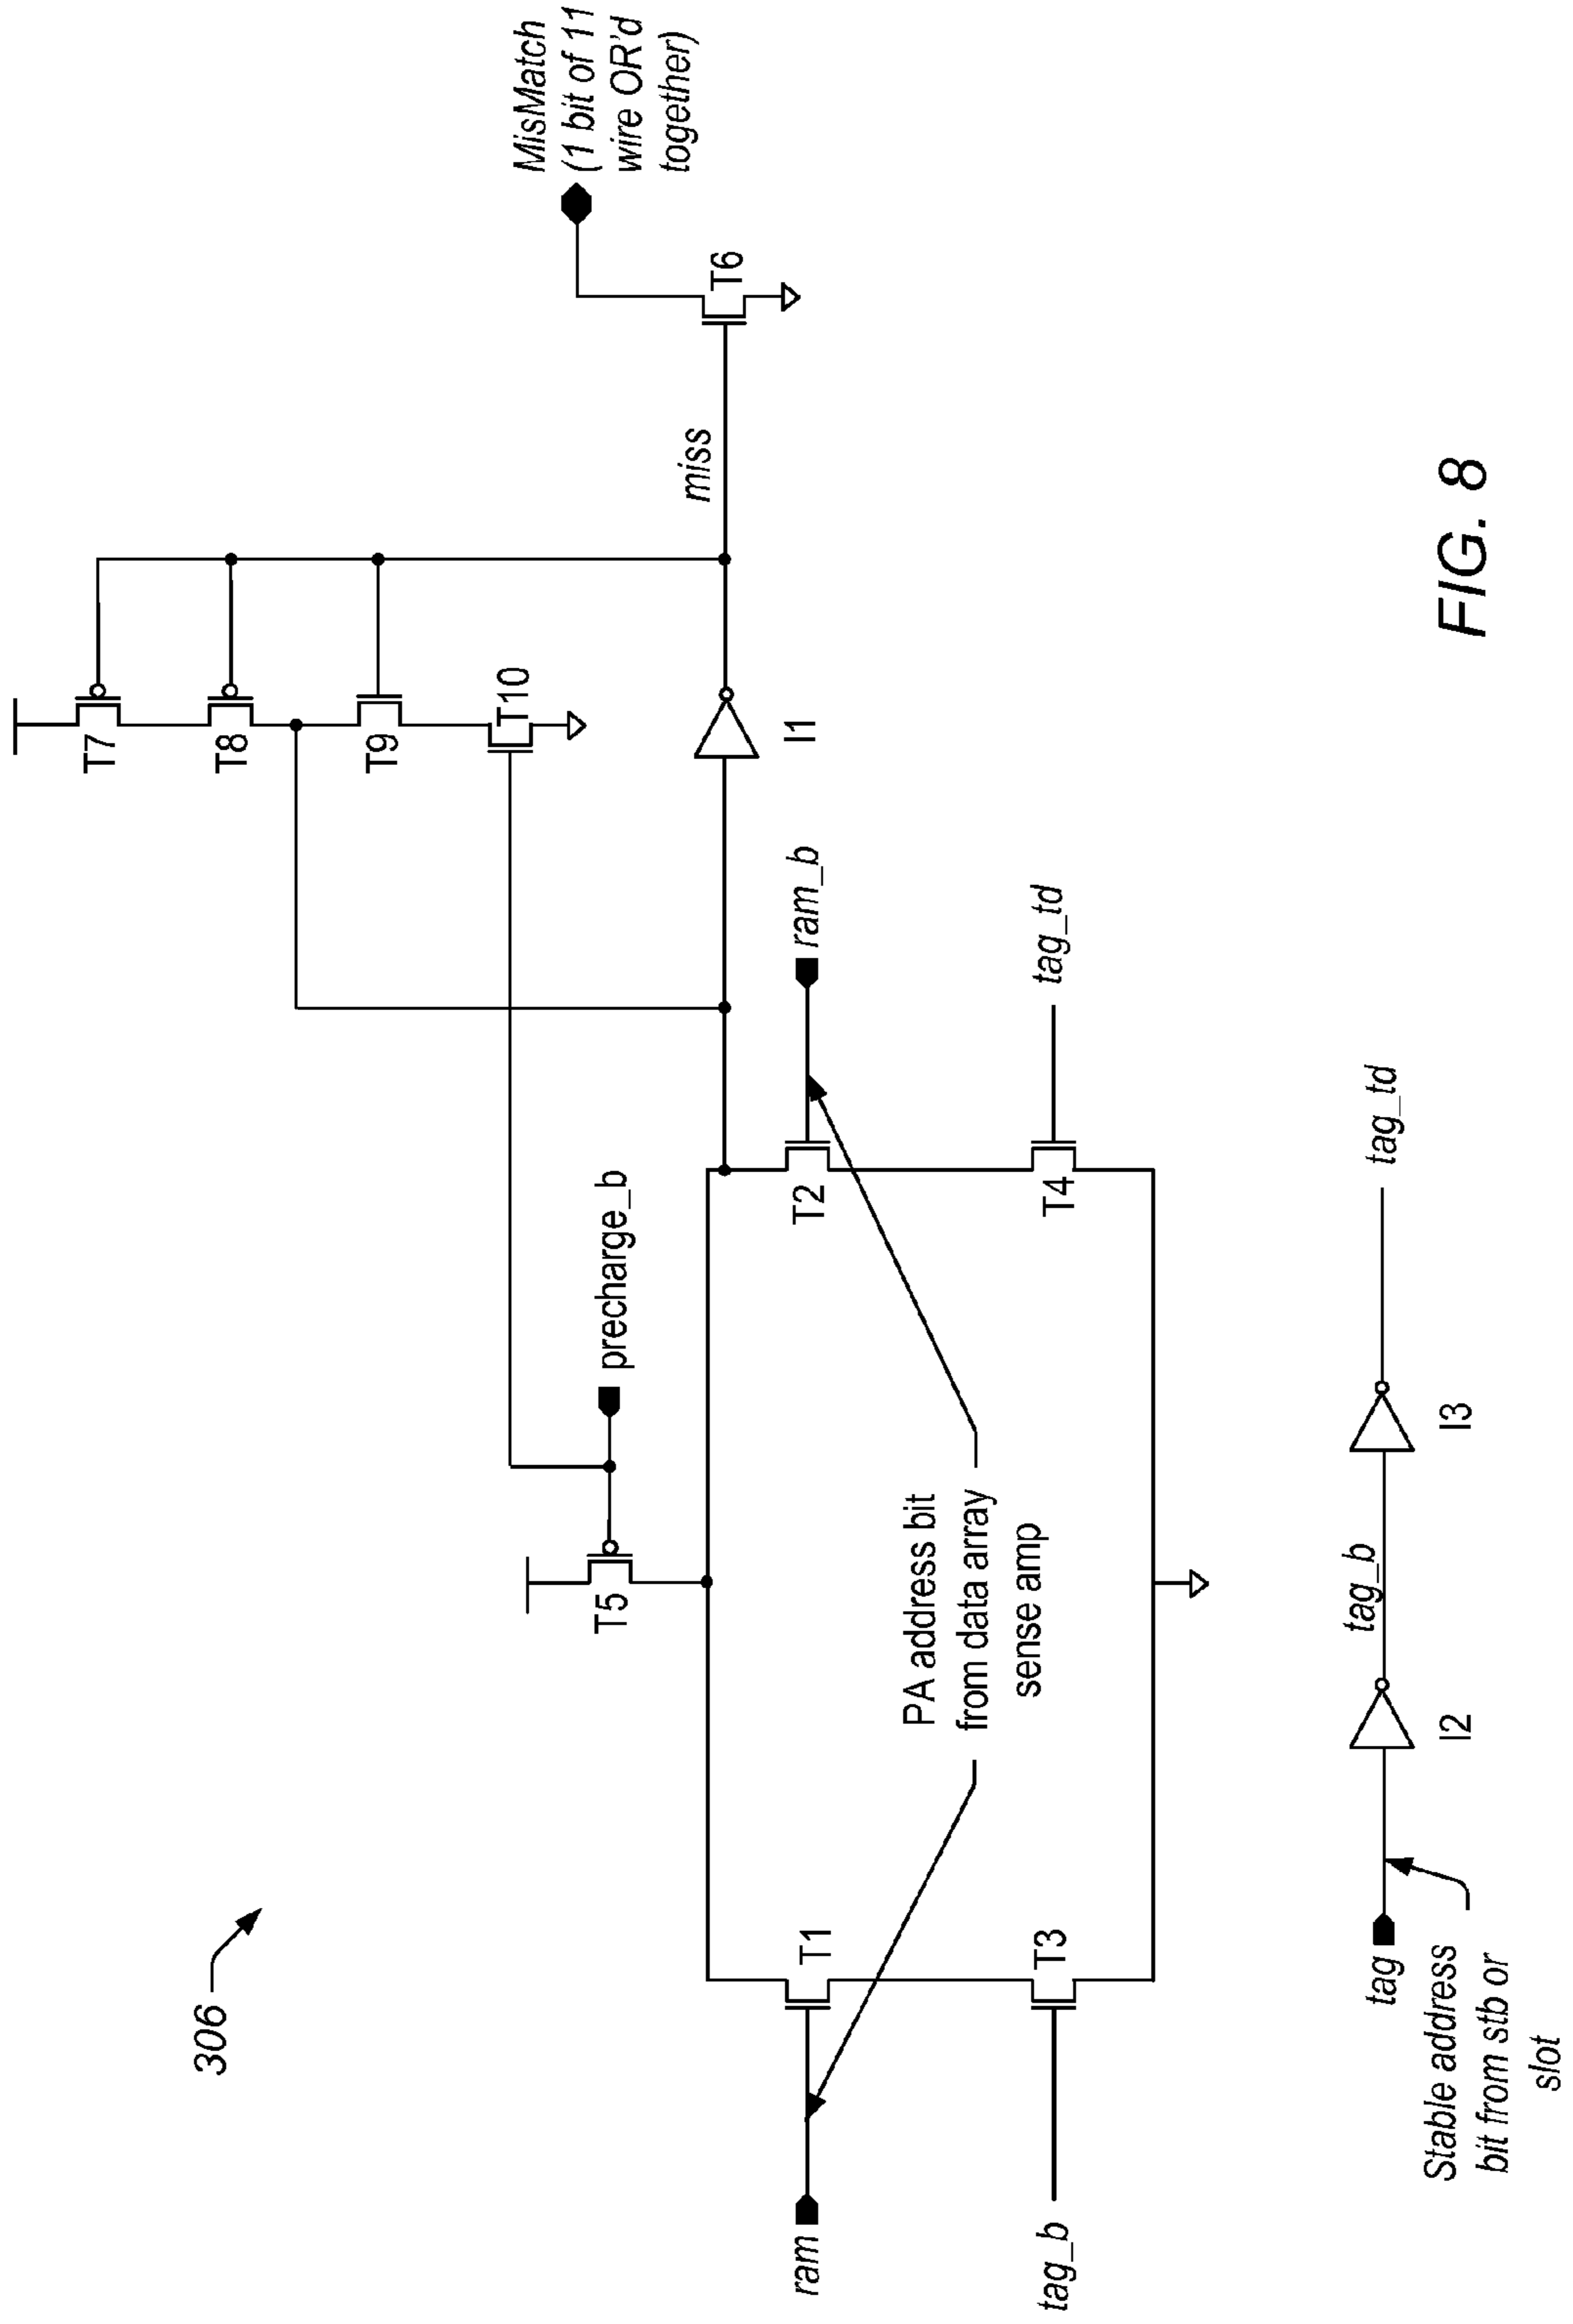 306
T7
T8
T9
T10
MisMatch
(1 bit of 11
wire OR'd
together)
T6
miss
precharge_b
T5
I1
T1
T2
ram
ram_b
PA address bit
from data array
sense amp
T3
T4
tag_b
tag_td
tag
Stable address
bit from stb or
slot
I2
tag_b
I3
tag_td
FIG. 8